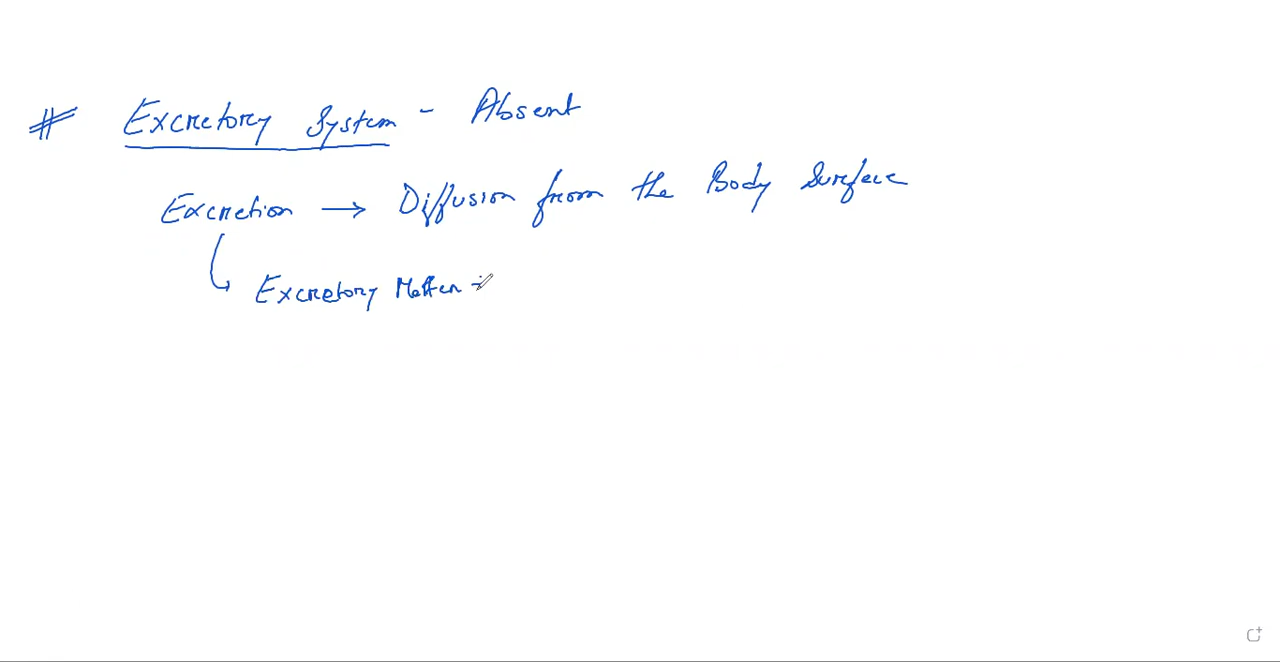 # Excretory System - Absent
Excretion → Diffusion from the Body Surface
Excretory Matter -